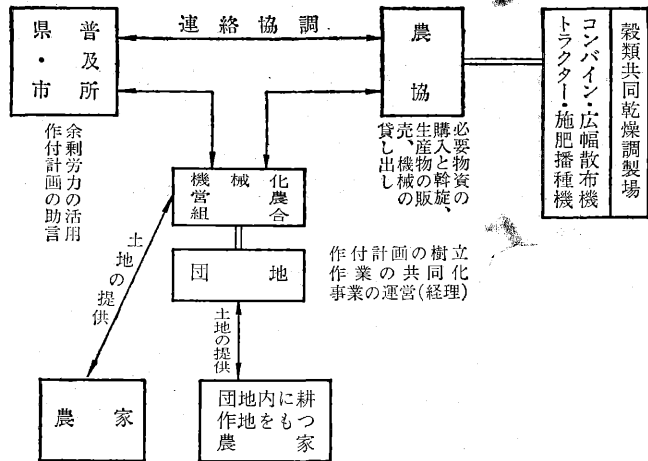 普及所
県・市
連絡協調
農協
穀類共同乾燥調製場
コンバイン・広幅散布機
トラクター・施肥播種機
余剰労力の活用
作付計画の助言
必要物資の
購入と斡旋、
生産物の販
売、機械の
貸し出し
機械化
営農
組合
団地
作付計画の樹立
作業の共同化
事業の運営(経理)
土地の提供
土地の提供
農家
団地内にもつ
作地をも耕
農家